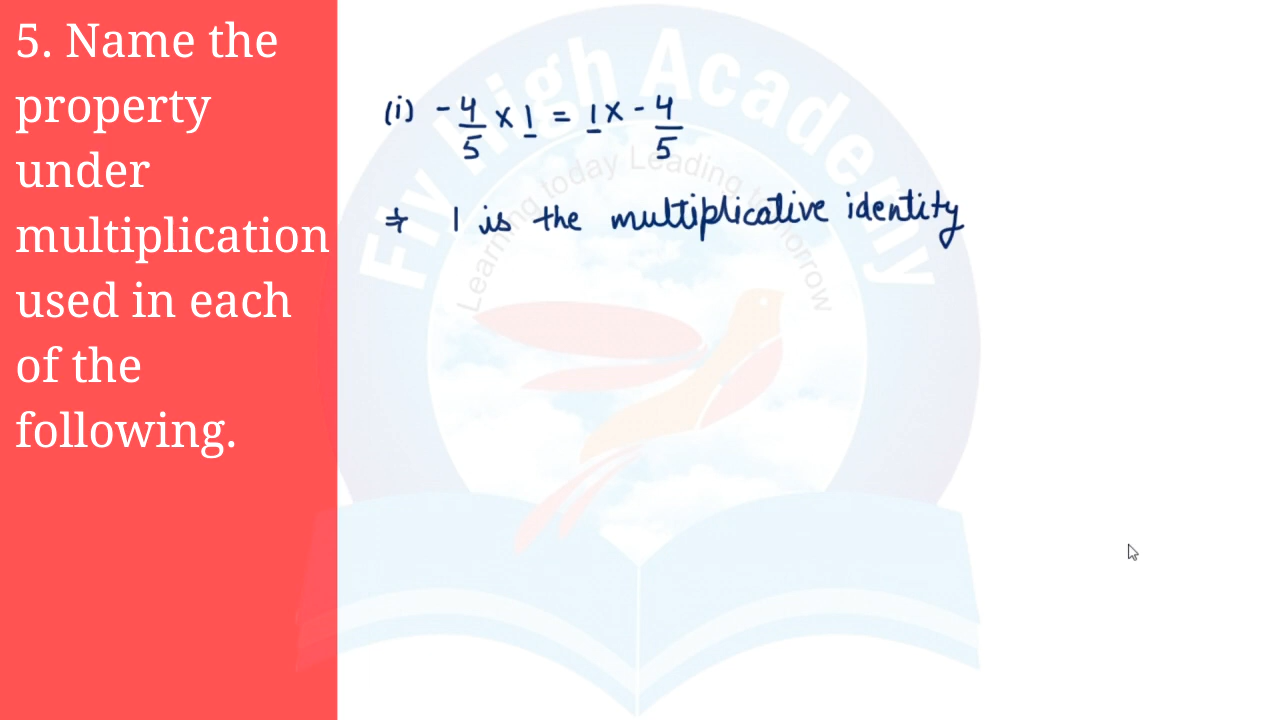 5. Name the
property
under
multiplication
used in each
of the
following.
Fly High Academy
Learning today Leading tomorrow
(i) -4/5 × 1 = 1 × -4/5
⇒ 1 is the multiplicative identity